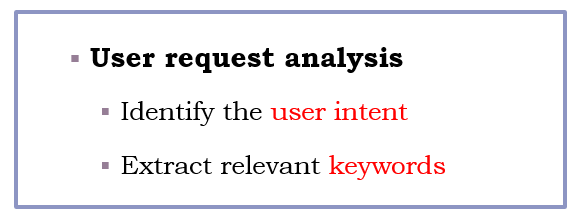 User request analysis
Identify the user intent
Extract relevant keywords